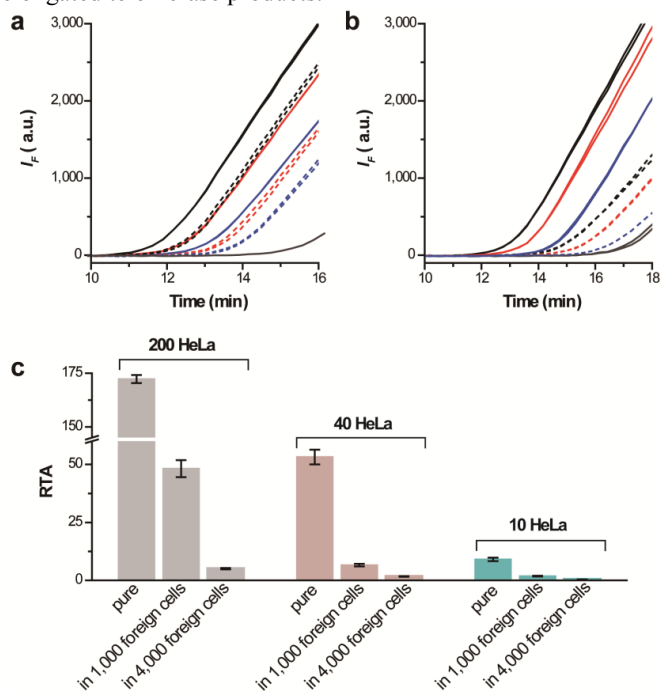 elongated telomerase products.
a
b
3,000
2,000
1,000
0
I_F (a.u.)
10 12 14 16
Time (min)
3,000
2,000
1,000
0
I_F (a.u.)
10 12 14 16 18
Time (min)
c
200 HeLa
40 HeLa
10 HeLa
175
150
50
25
0
RTA
pure
in 1,000 foreign cells
in 4,000 foreign cells
pure
in 1,000 foreign cells
in 4,000 foreign cells
pure
in 1,000 foreign cells
in 4,000 foreign cells